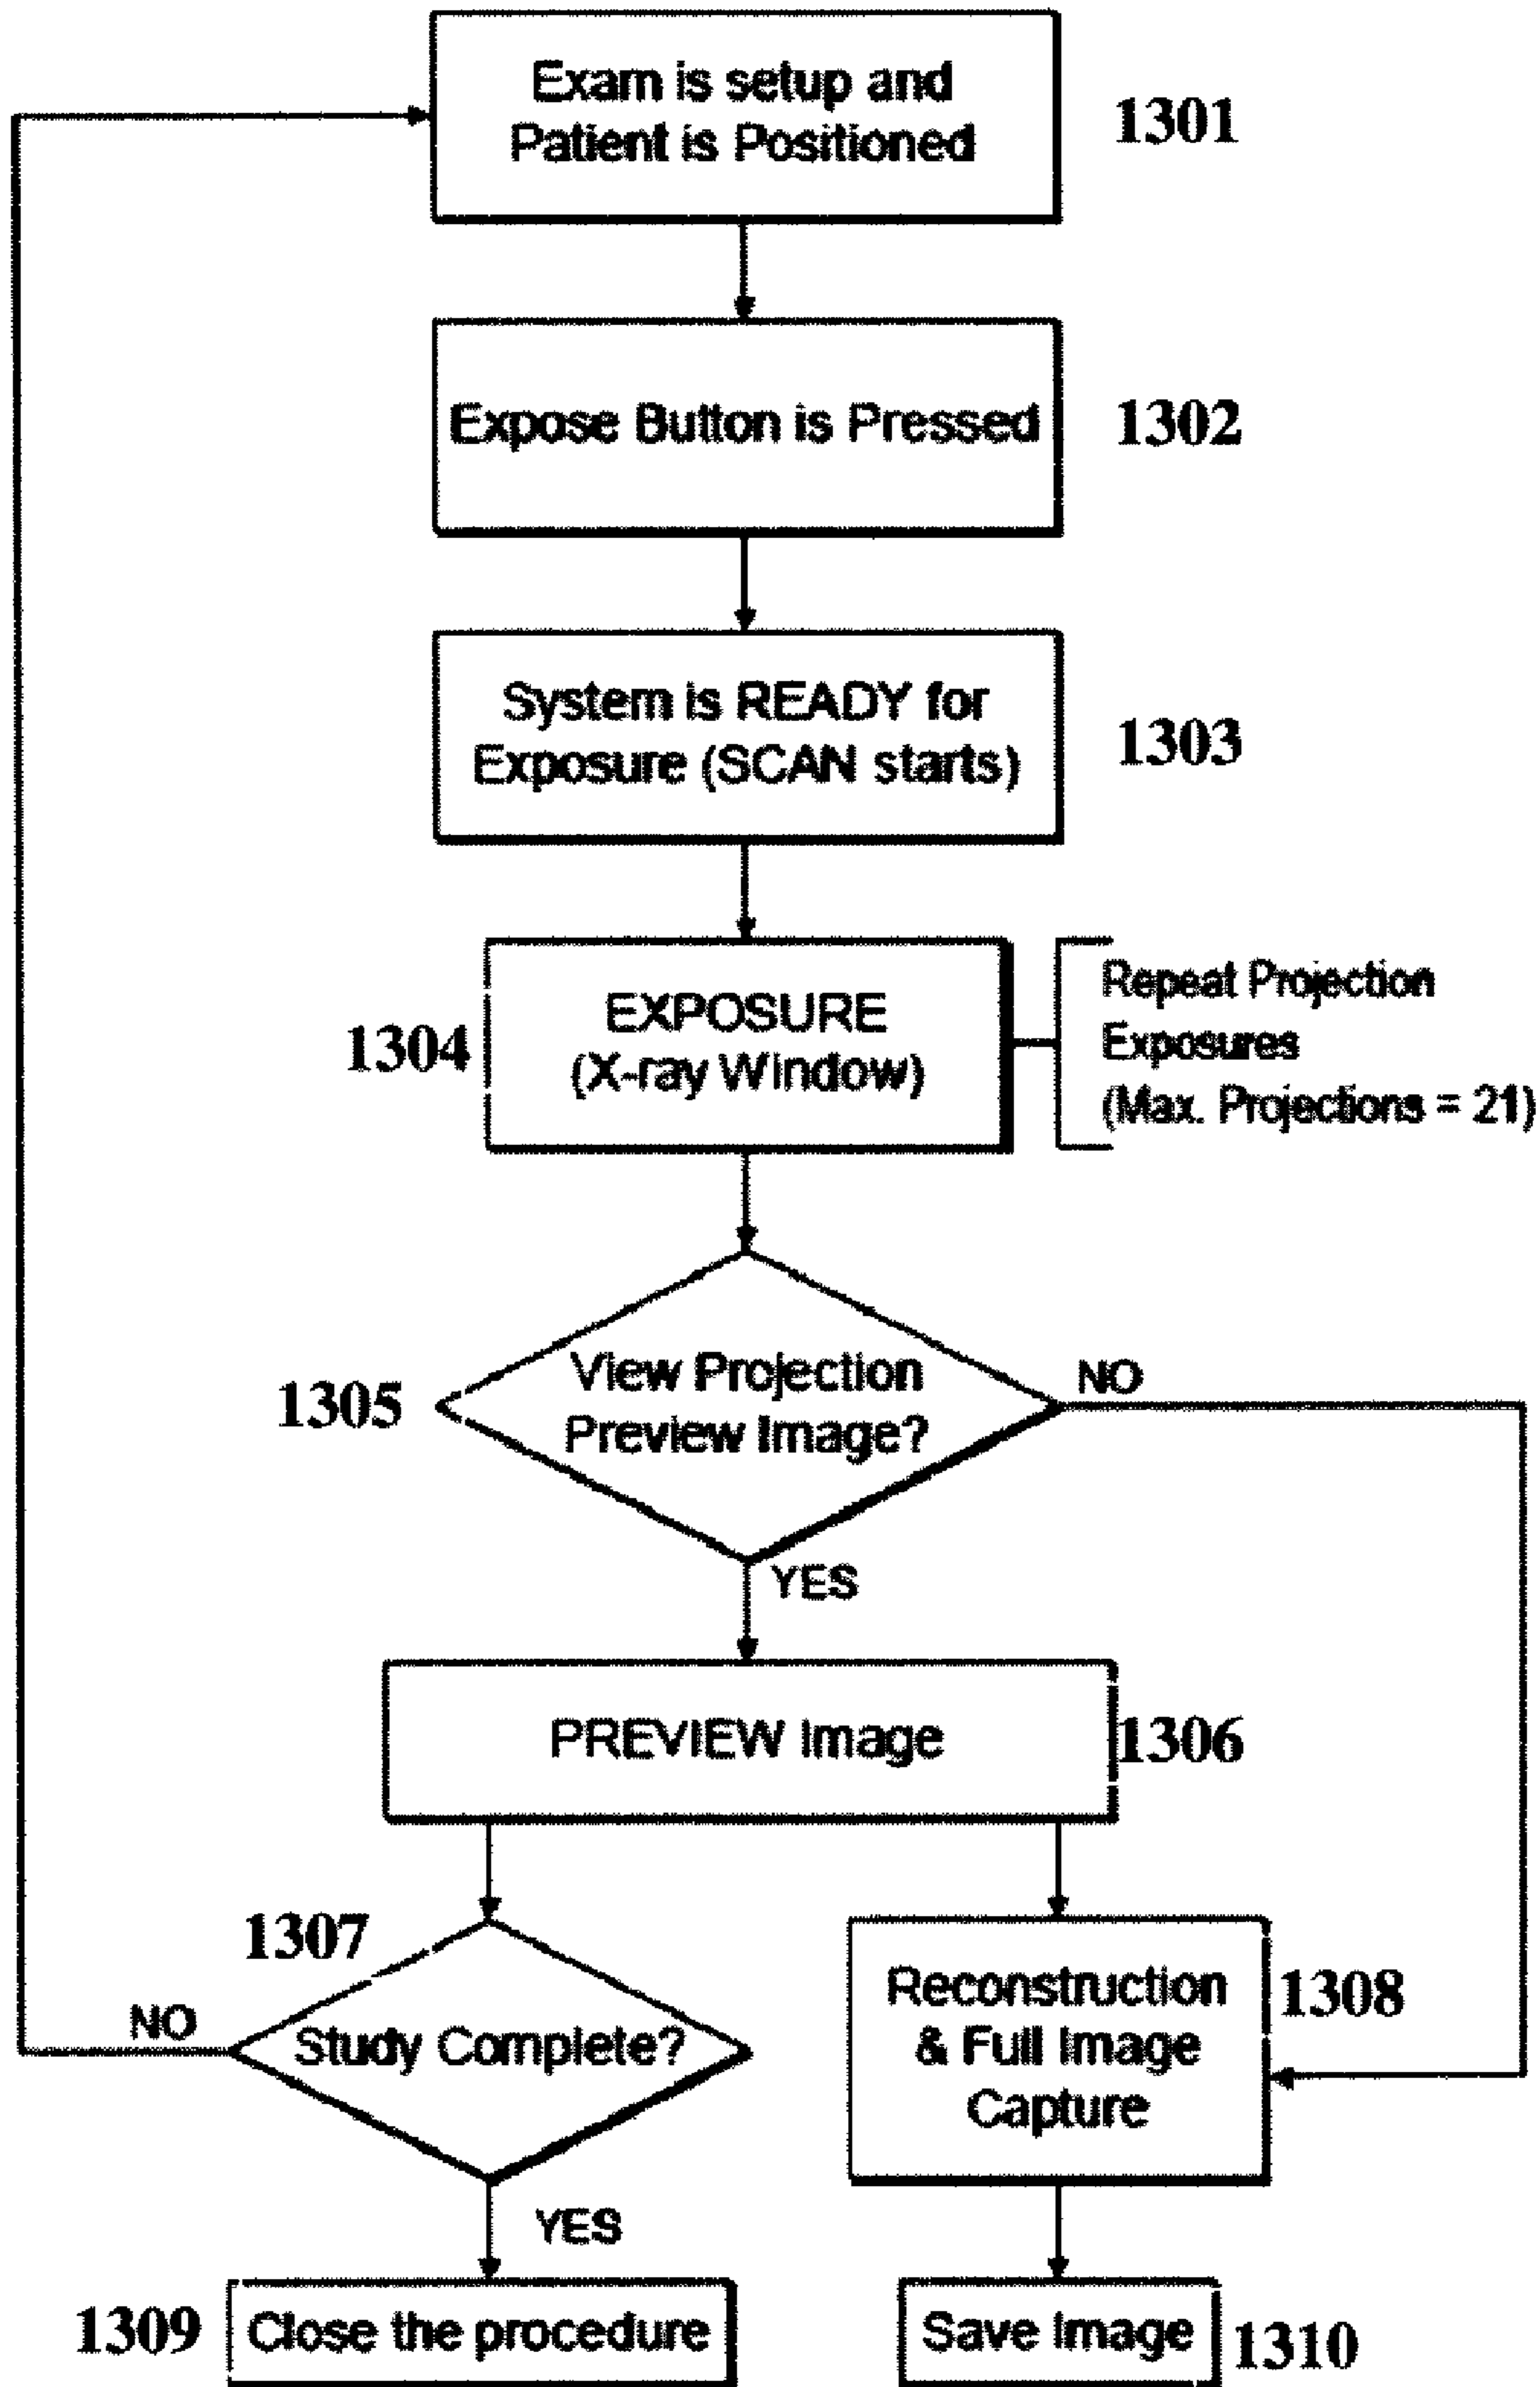 Exam is setup and
Patient is Positioned
1301
Expose Button is Pressed
1302
System is READY for
Exposure (SCAN starts)
1303
1304
EXPOSURE
(X-ray Window)
Repeat Projection
Exposures
(Max. Projections = 21)
1305
View Projection
Preview Image?
NO
YES
PREVIEW Image
1306
1307
NO
Study Complete?
YES
Reconstruction
& Full Image
Capture
1308
1309
Close the procedure
Save Image
1310